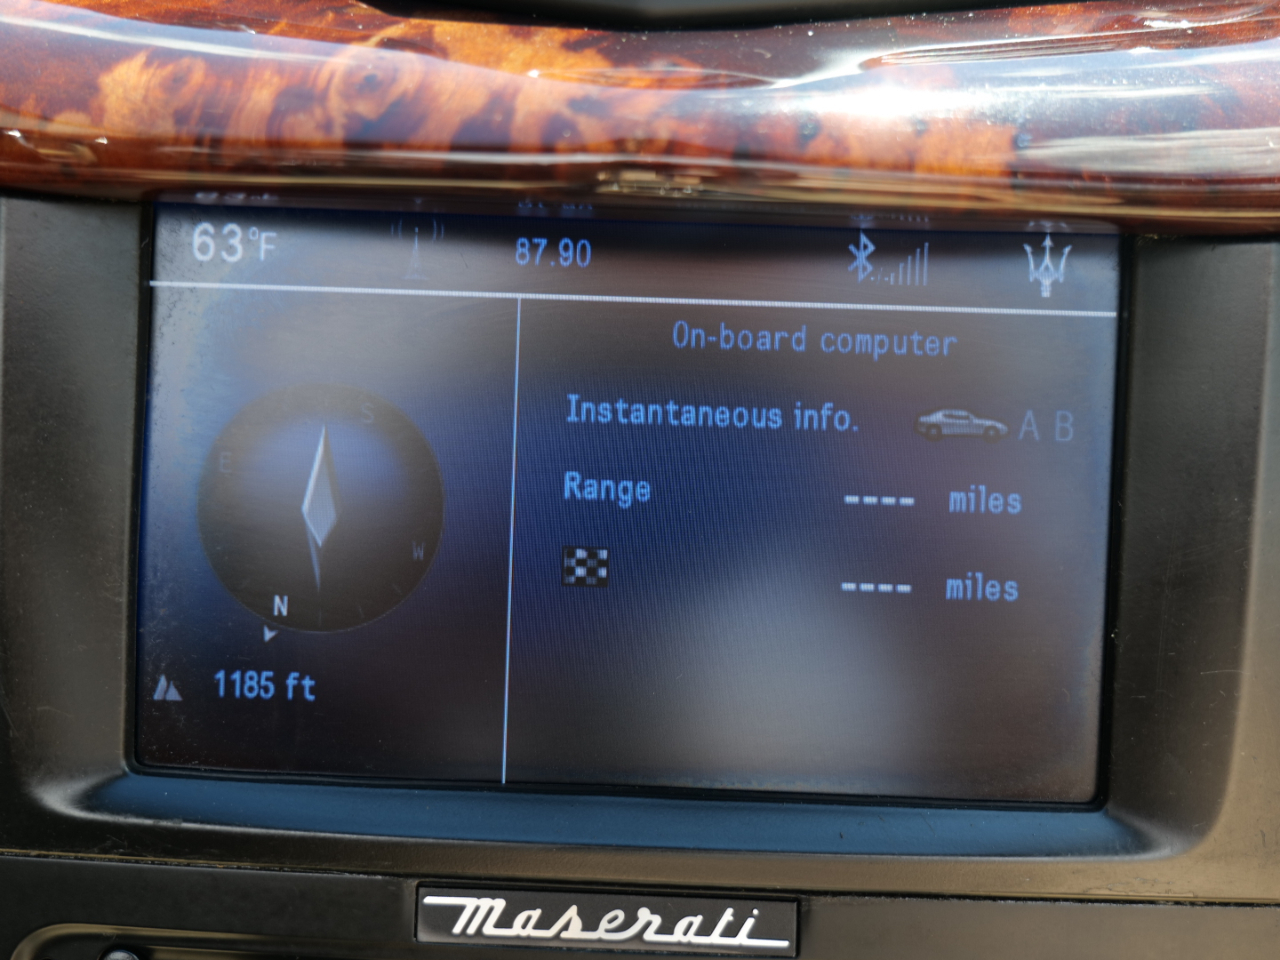 63°F
87.90
On-board computer
Instantaneous info.
A B
Range ---- miles
---- miles
S
E
W
N
1185 ft
Maserati